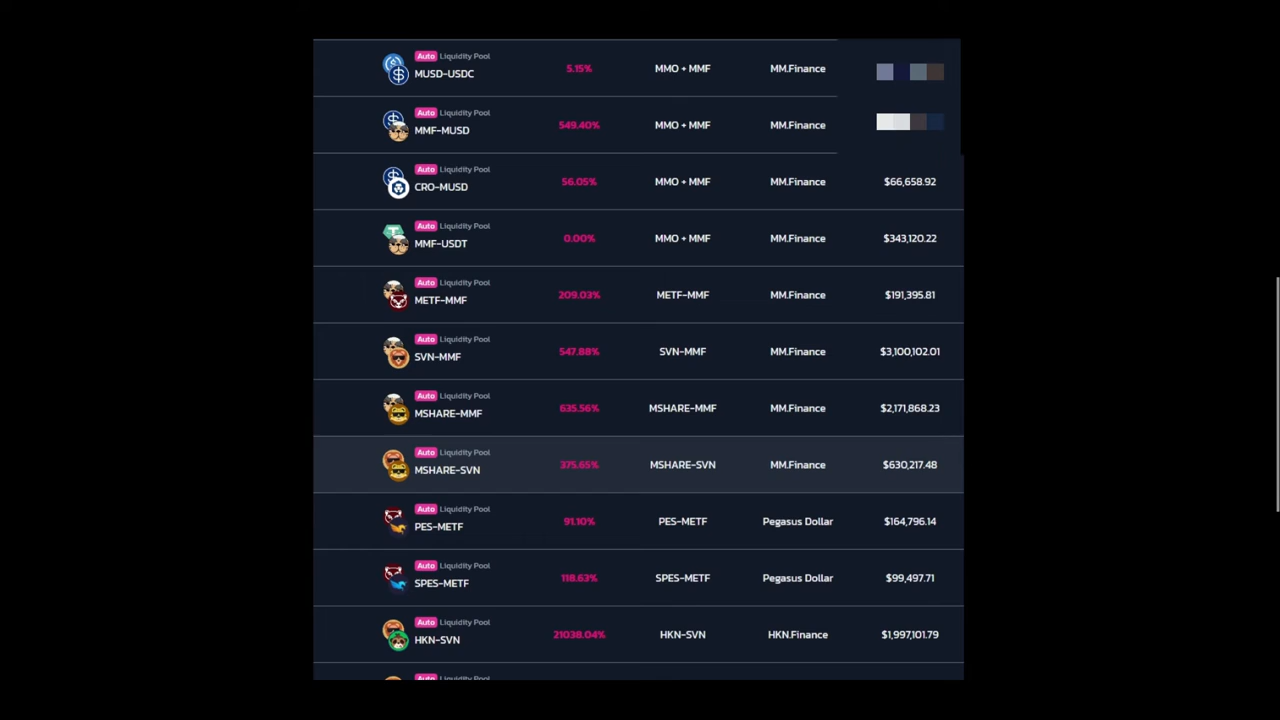 Auto Liquidity Pool
MUSD-USDC 5.15% MMO + MMF MM.Finance
Auto Liquidity Pool
MMF-MUSD 549.40% MMO + MMF MM.Finance
Auto Liquidity Pool
CRO-MUSD 56.05% MMO + MMF MM.Finance $66,658.92
Auto Liquidity Pool
MMF-USDT 0.00% MMO + MMF MM.Finance $343,120.22
Auto Liquidity Pool
METF-MMF 209.03% METF-MMF MM.Finance $191,395.81
Auto Liquidity Pool
SVN-MMF 547.88% SVN-MMF MM.Finance $3,100,102.01
Auto Liquidity Pool
MSHARE-MMF 635.56% MSHARE-MMF MM.Finance $2,171,868.23
Auto Liquidity Pool
MSHARE-SVN 375.65% MSHARE-SVN MM.Finance $630,217.48
Auto Liquidity Pool
PES-METF 91.10% PES-METF Pegasus Dollar $164,796.14
Auto Liquidity Pool
SPES-METF 118.63% SPES-METF Pegasus Dollar $99,497.71
Auto Liquidity Pool
HKN-SVN 21038.04% HKN-SVN HKN.Finance $1,997,101.79
Auto Liquidity Pool